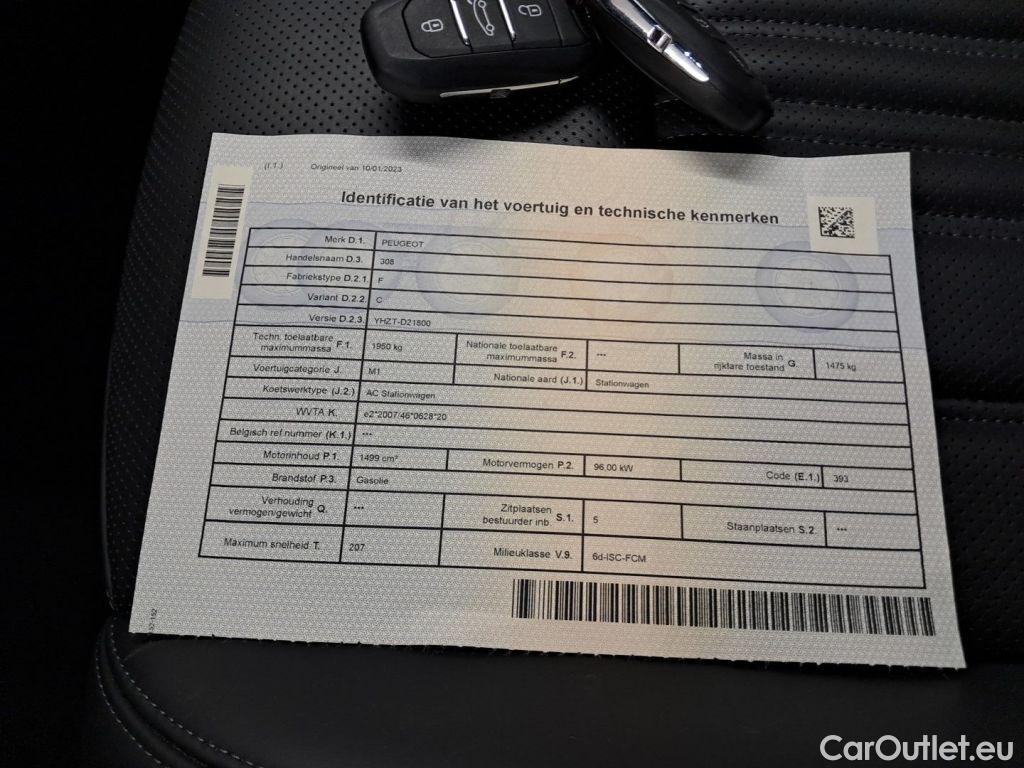 (I.1.) Origineel van 10/01/2023
Identificatie van het voertuig en technische kenmerken
Merk D.1. PEUGEOT
Handelsnaam D.3. 308
Fabriekstype D.2.1. F
Variant D.2.2. C
Versie D.2.3. YHZT-D21800
Techn. toelaatbare maximummassa F.1. 1950 kg Nationale toelaatbare maximummassa F.2. *** Massa in rijklare toestand G. 1475 kg
Voertuigcategorie J. M1 Nationale aard (J.1.) Stationwagen
Koetswerktype (J.2.) AC Stationwagen
WVTA K. e2*2007/46*0628*20
Belgisch ref nummer (K.1.) ***
Motorinhoud P.1. 1499 cm³ Motorvermogen P.2. 96,00 kW Code (E.1.) 393
Brandstof P.3. Gasolie
Verhouding vermogen/gewicht Q. *** Zitplaatsen bestuurder inb. S.1. 5 Staanplaatsen S.2. ***
Maximum snelheid T. 207 Milieuklasse V.9. 6d-ISC-FCM
CarOutlet.eu